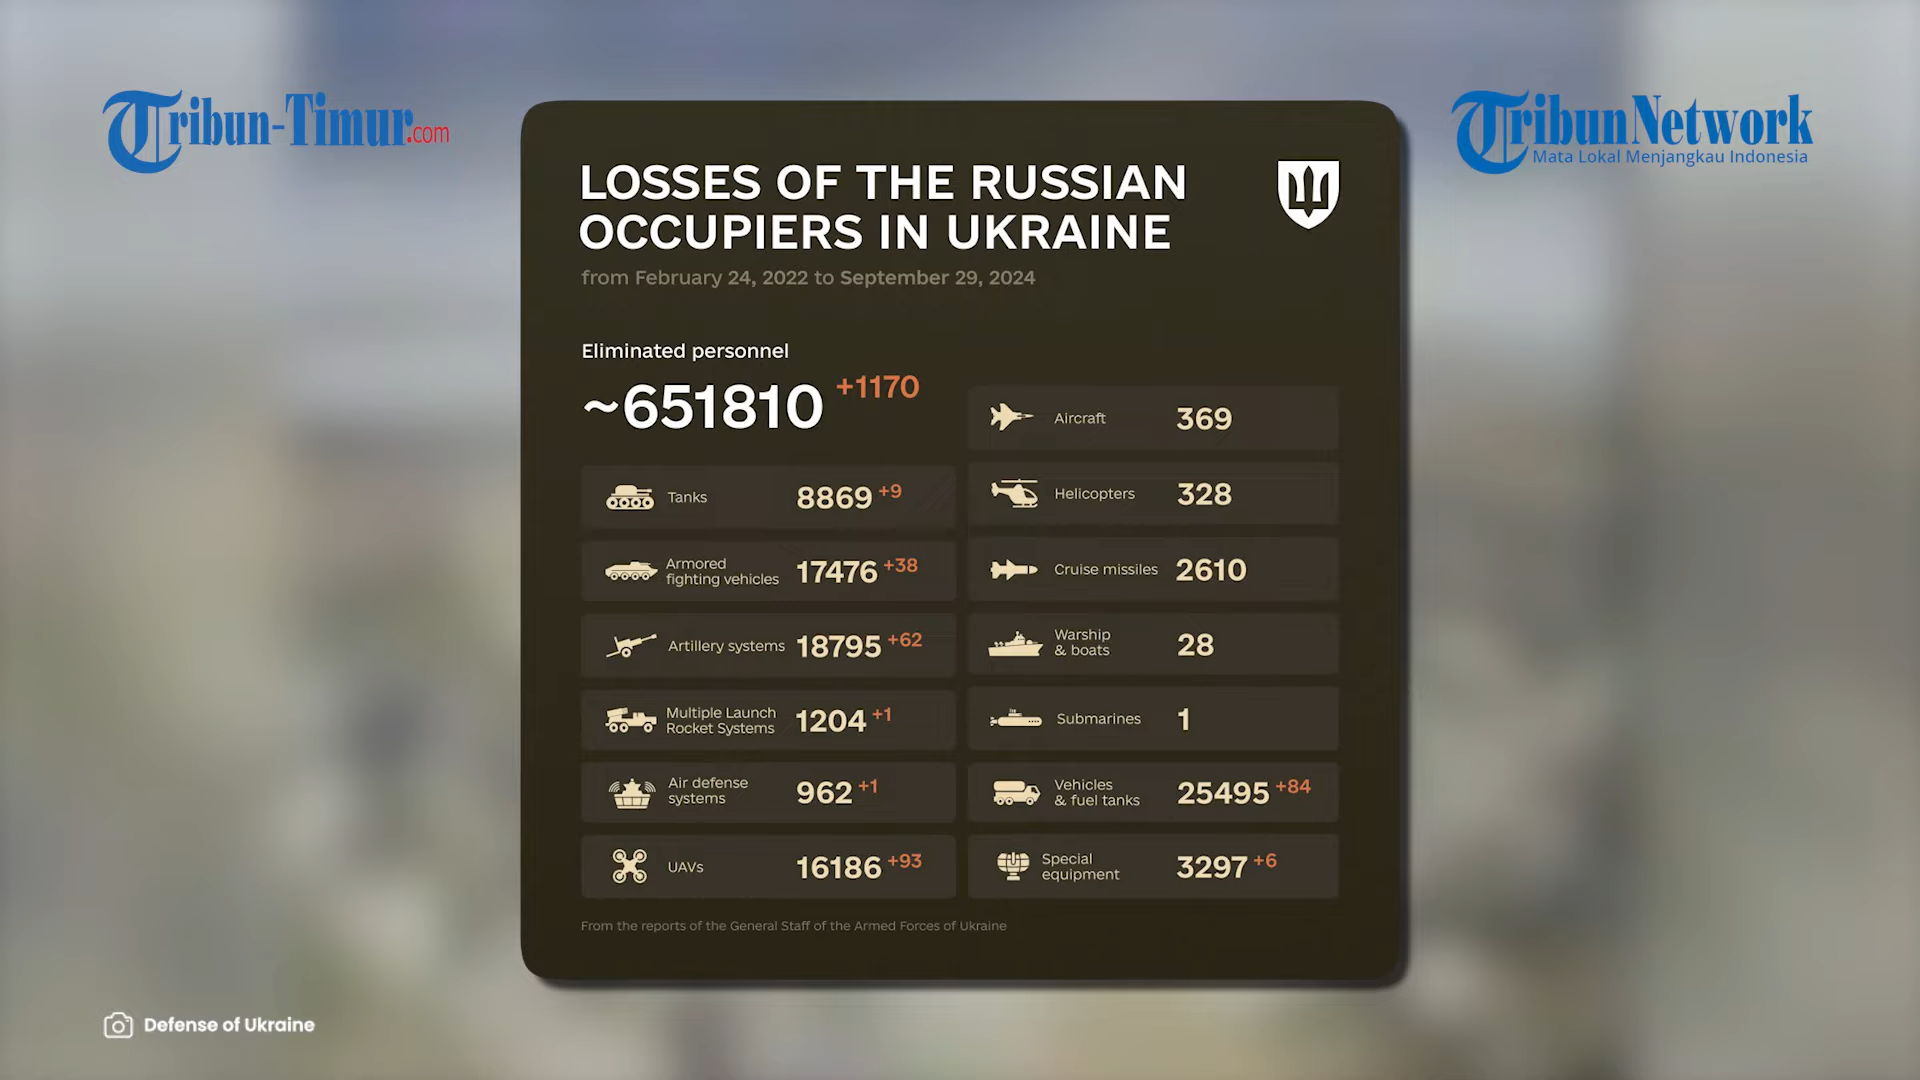 Tribun-Timur.com
TribunNetwork
Mata Lokal Menjangkau Indonesia
LOSSES OF THE RUSSIAN
OCCUPIERS IN UKRAINE
from February 24, 2022 to September 29, 2024
Eliminated personnel
~651810 +1170
Tanks 8869 +9
Armored
fighting vehicles 17476 +38
Artillery systems 18795 +62
Multiple Launch
Rocket Systems 1204 +1
Air defense
systems 962 +1
UAVs 16186 +93
Aircraft 369
Helicopters 328
Cruise missiles 2610
Warship
& boats 28
Submarines 1
Vehicles
& fuel tanks 25495 +84
Special
equipment 3297 +6
From the reports of the General Staff of the Armed Forces of Ukraine
Defense of Ukraine